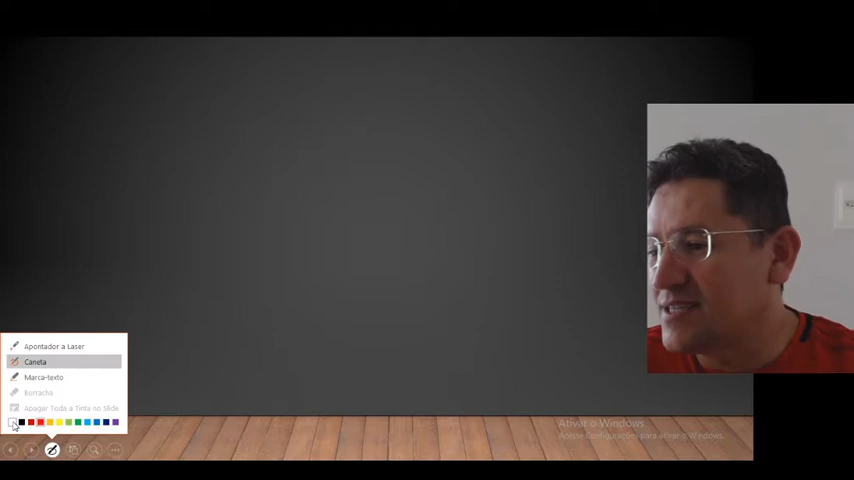 Apontador a Laser
Caneta
Marca-texto
Borracha
Apagar Toda a Tinta no Slide
Ativar o Windows
Acesse Configurações para ativar o Windows.